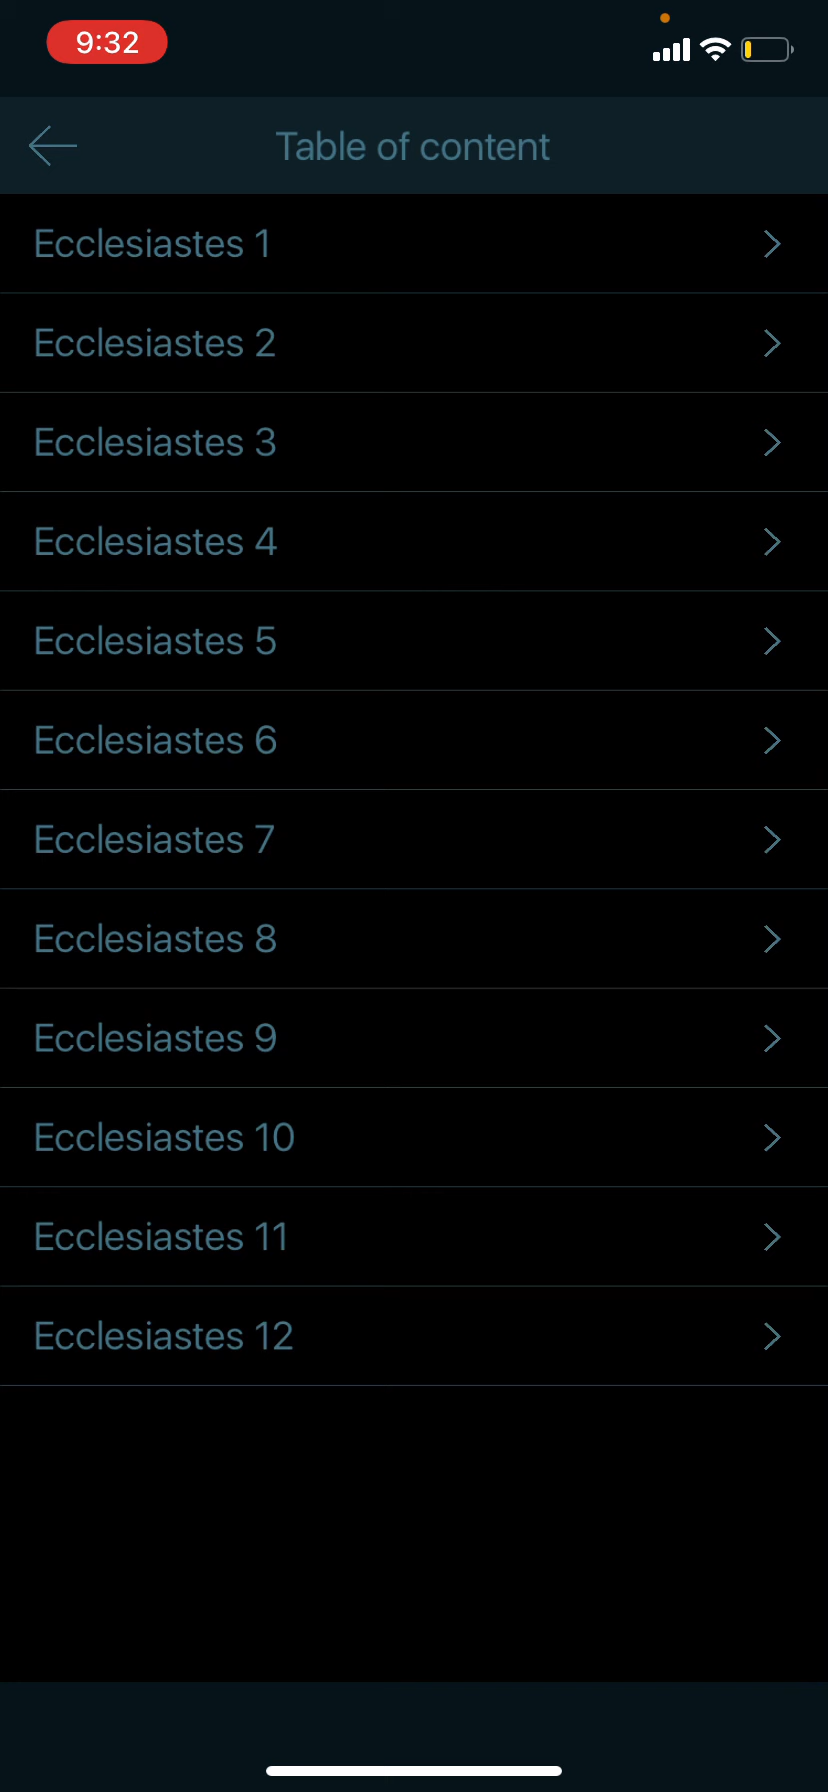 9:32
Table of content
Ecclesiastes 1
Ecclesiastes 2
Ecclesiastes 3
Ecclesiastes 4
Ecclesiastes 5
Ecclesiastes 6
Ecclesiastes 7
Ecclesiastes 8
Ecclesiastes 9
Ecclesiastes 10
Ecclesiastes 11
Ecclesiastes 12